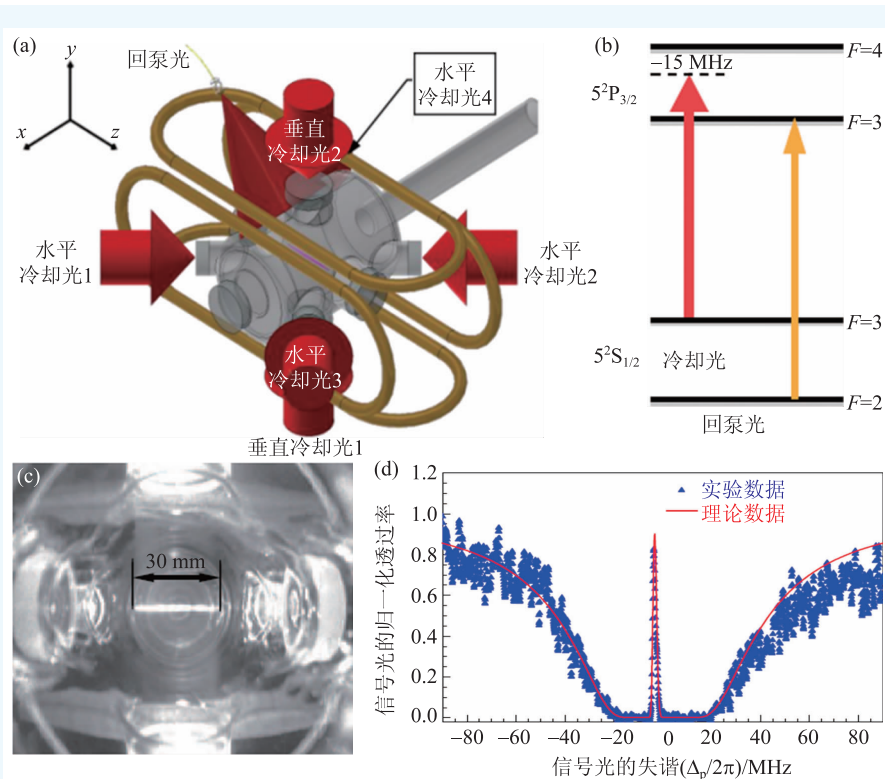 (a)
y
x
z
回泵光
水平
冷却光4
垂直
冷却光2
水平
冷却光1
水平
冷却光2
水平
冷却光3
垂直冷却光1
(b)
F=4
−15 MHz
5²P3/2
F=3
F=3
5²S1/2
冷却光
F=2
回泵光
(c)
30 mm
(d)
信号光的归一化透过率
1.2
1.0
0.8
0.6
0.4
0.2
0.0
实验数据
理论数据
−80 −60 −40 −20 0 20 40 60 80
信号光的失谐(Δp/2π)/MHz